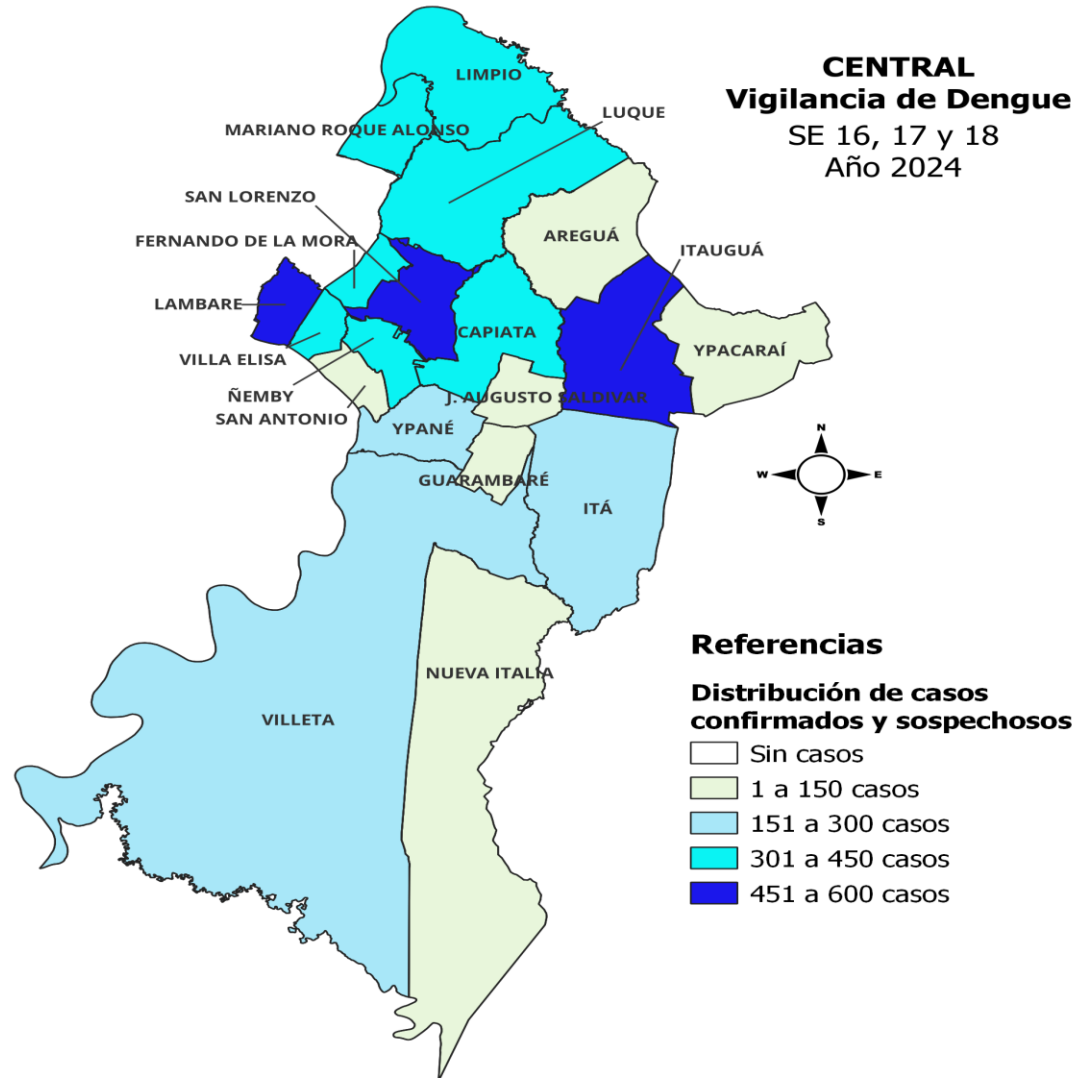 CENTRAL
Vigilancia de Dengue
SE 16, 17 y 18
Año 2024
LIMPIO
LUQUE
MARIANO ROQUE ALONSO
SAN LORENZO
AREGUÁ
FERNANDO DE LA MORA
ITAUGUÁ
LAMBARE
CAPIATA
YPACARAÍ
VILLA ELISA
ÑEMBY
J. AUGUSTO SALDIVAR
SAN ANTONIO
YPANÉ
GUARAMBARÉ
ITÁ
N
W
E
S
NUEVA ITALIA
VILLETA
Referencias
Distribución de casos
confirmados y sospechosos
Sin casos
1 a 150 casos
151 a 300 casos
301 a 450 casos
451 a 600 casos